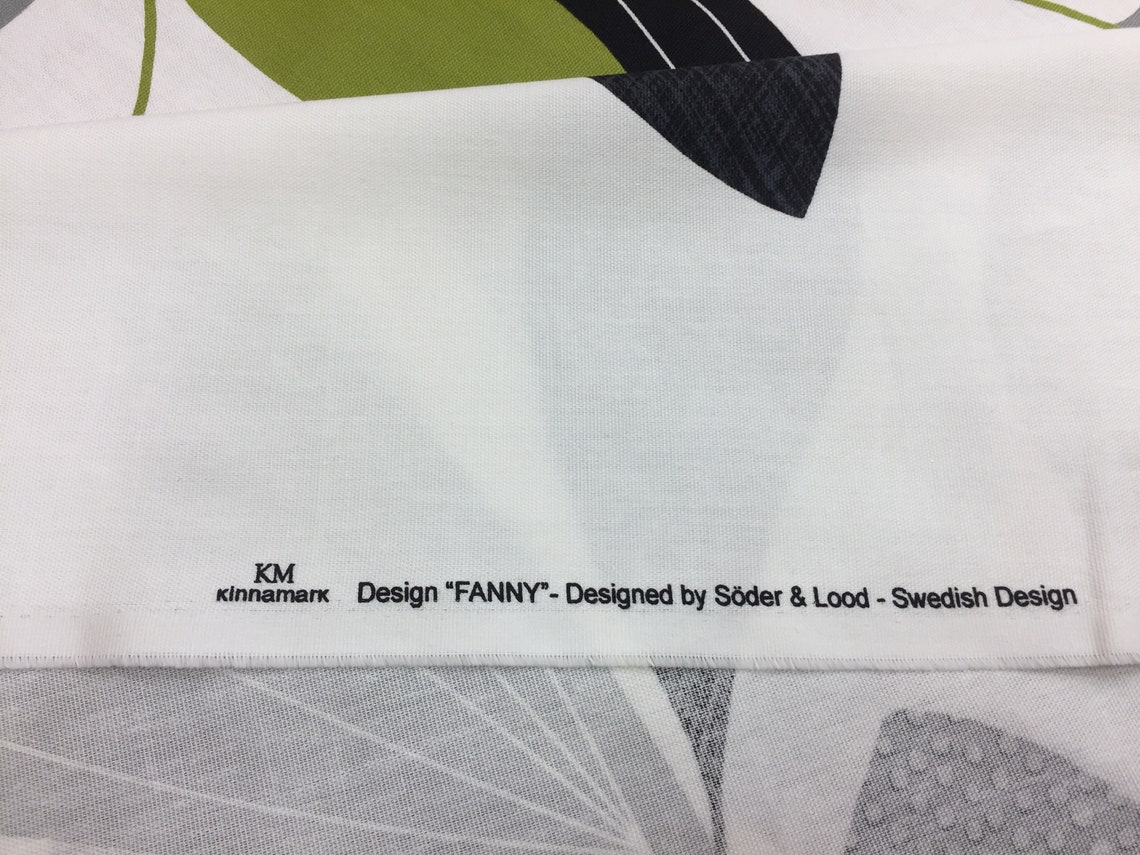 KM
kinnamark
Design “FANNY”- Designed by Söder & Lood - Swedish Design